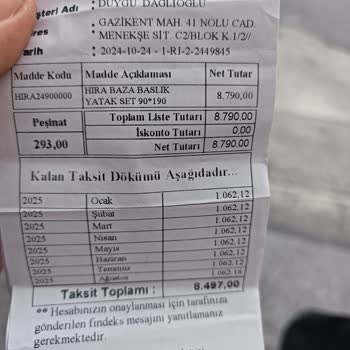 şteri Adı : DUYGU DAĞLIOĞLU
GAZİKENT MAH. 41 NOLU CAD.
res : MENEKŞE SİT. C2/BLOK K.1/2//
arih : 2024-10-24 - 1-R1-2-2449845
Madde Kodu Madde Açıklaması Net Tutar
HIRA24900000 HIRA BAZA BASLIK YATAK SET 90*190 8.790,00
Peşinat Toplam Liste Tutarı 8.790,00
İskonto Tutarı 0,00
293,00 Net Tutarı 8.790,00
Kalan Taksit Dökümü Aşağıdadır...
2025 Ocak 1.062,12
2025 Şubat 1.062,12
2025 Mart 1.062,12
2025 Nisan 1.062,12
2025 Mayıs 1.062,12
2025 Haziran 1.062,12
2025 Temmuz 1.062,12
2025 Ağustos 1.062,16
Taksit Toplamı : 8.497,00
** Hesabınızın onaylanması için tarafınıza
gönderilen findeks mesajını yanıtlamanız
gerekmektedir.